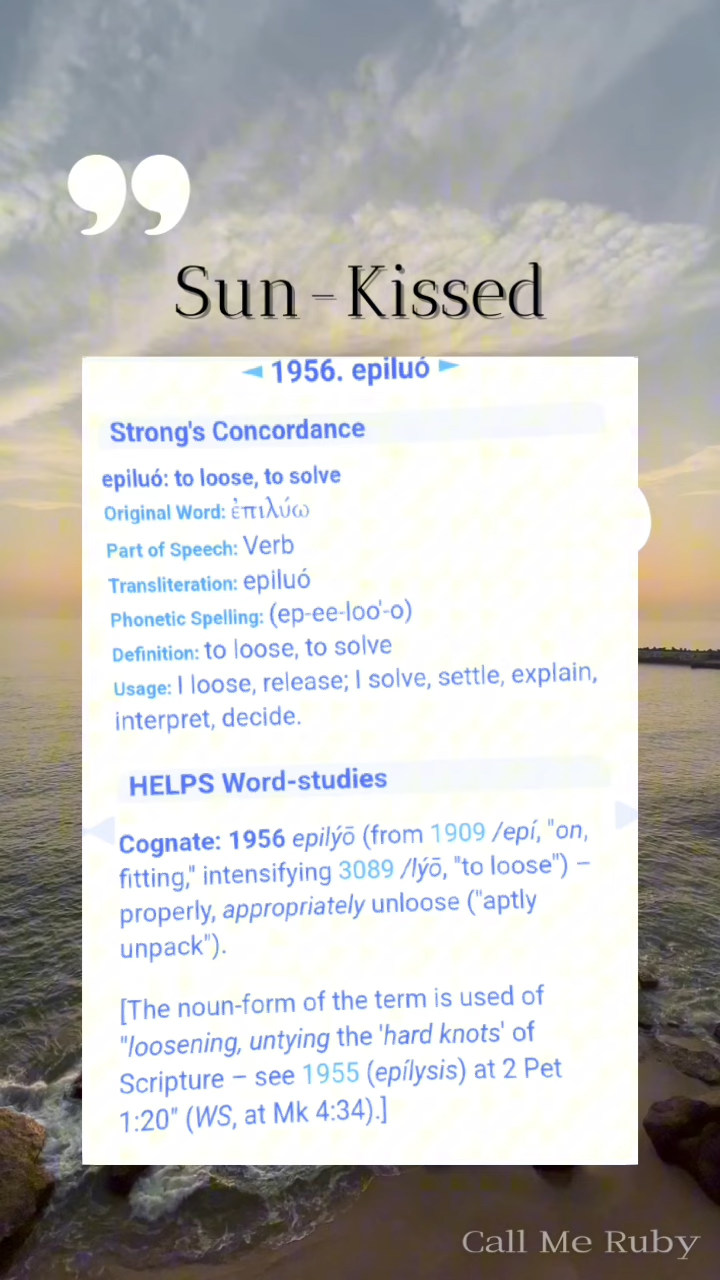 ”
Sun - Kissed
◄ 1956. epiluó ►
Strong's Concordance
epiluó: to loose, to solve
Original Word: ἐπιλύω
Part of Speech: Verb
Transliteration: epiluó
Phonetic Spelling: (ep-ee-loo'-o)
Definition: to loose, to solve
Usage: I loose, release; I solve, settle, explain,
interpret, decide.
HELPS Word-studies
Cognate: 1956 epilýō (from 1909 /epí, "on,
fitting," intensifying 3089 /lýō, "to loose") –
properly, appropriately unloose ("aptly
unpack").
[The noun-form of the term is used of
"loosening, untying the 'hard knots' of
Scripture – see 1955 (epílysis) at 2 Pet
1:20" (WS, at Mk 4:34).]
Call Me Ruby